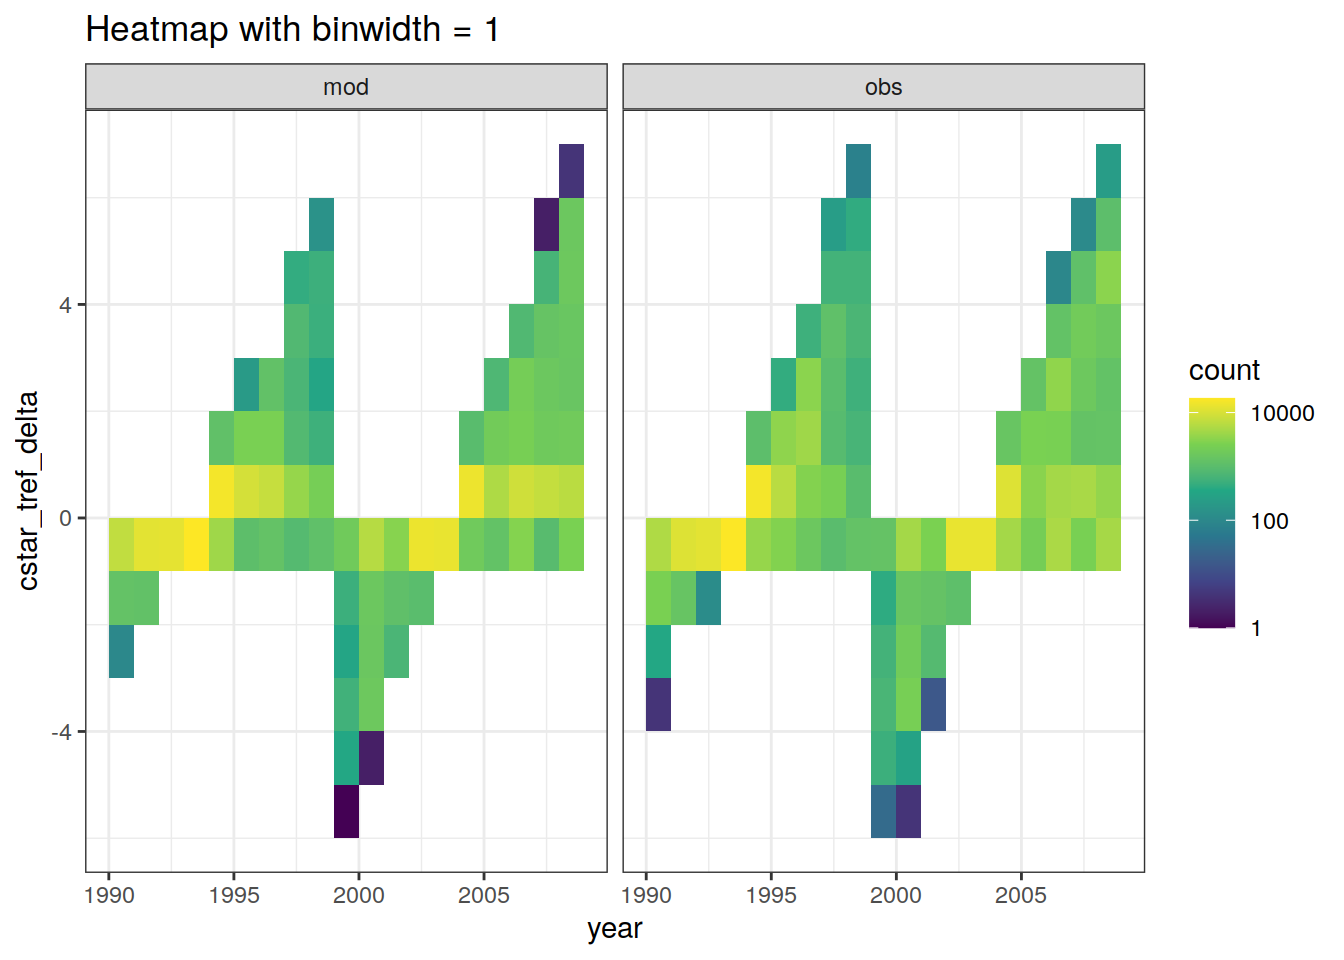 Heatmap with binwidth = 1
mod
obs
4
0
-4
cstar_tref_delta
1990
1995
2000
2005
1990
1995
2000
2005
year
count
10000
100
1